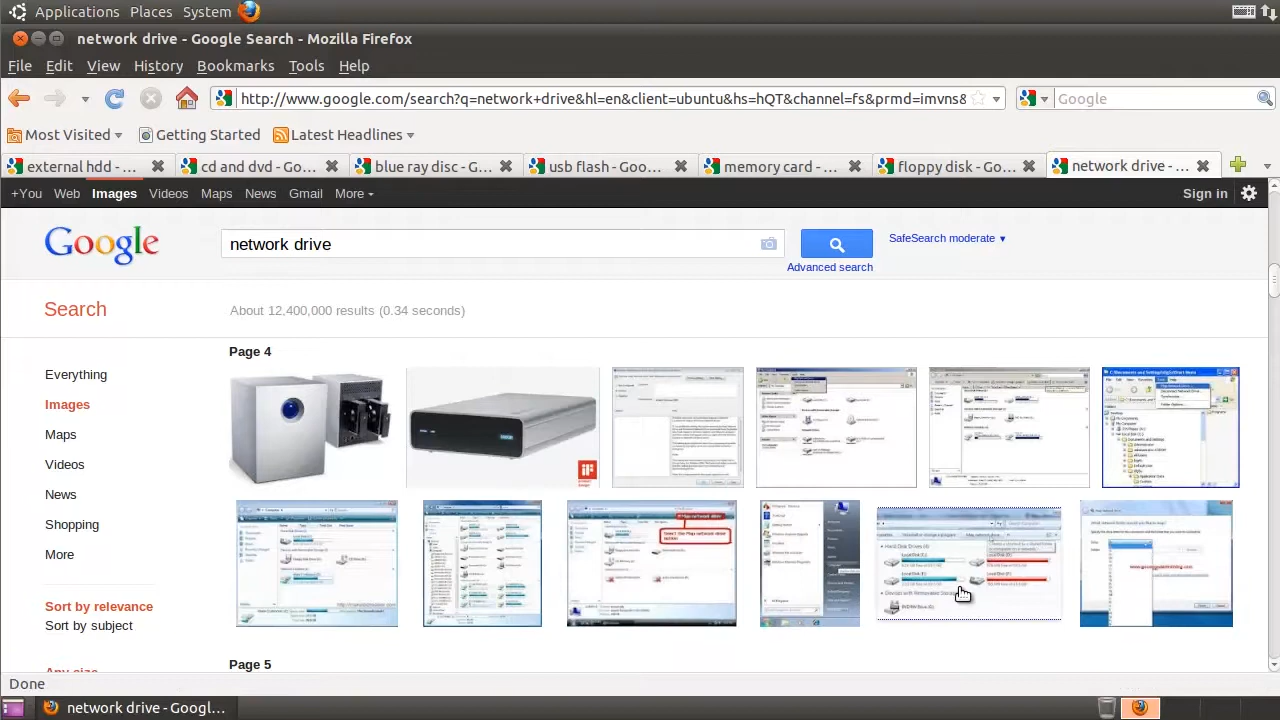 Applications Places System
network drive - Google Search - Mozilla Firefox
File Edit View History Bookmarks Tools Help
http://www.google.com/search?q=network+drive&hl=en&client=ubuntu&hs=hQT&channel=fs&prmd=imvns& Google
Most Visited Getting Started Latest Headlines
external hdd - ... cd and dvd - Go... blue ray disc - G... usb flash - Goo... memory card - ... floppy disk - Go... network drive - ...
+You Web Images Videos Maps News Gmail More Sign in
Google network drive SafeSearch moderate
Advanced search
Search About 12,400,000 results (0.34 seconds)
Page 4
Everything
Images
Maps
Videos
News
Shopping
More
Sort by relevance
Sort by subject
Any size
Page 5
Done
network drive - Googl...